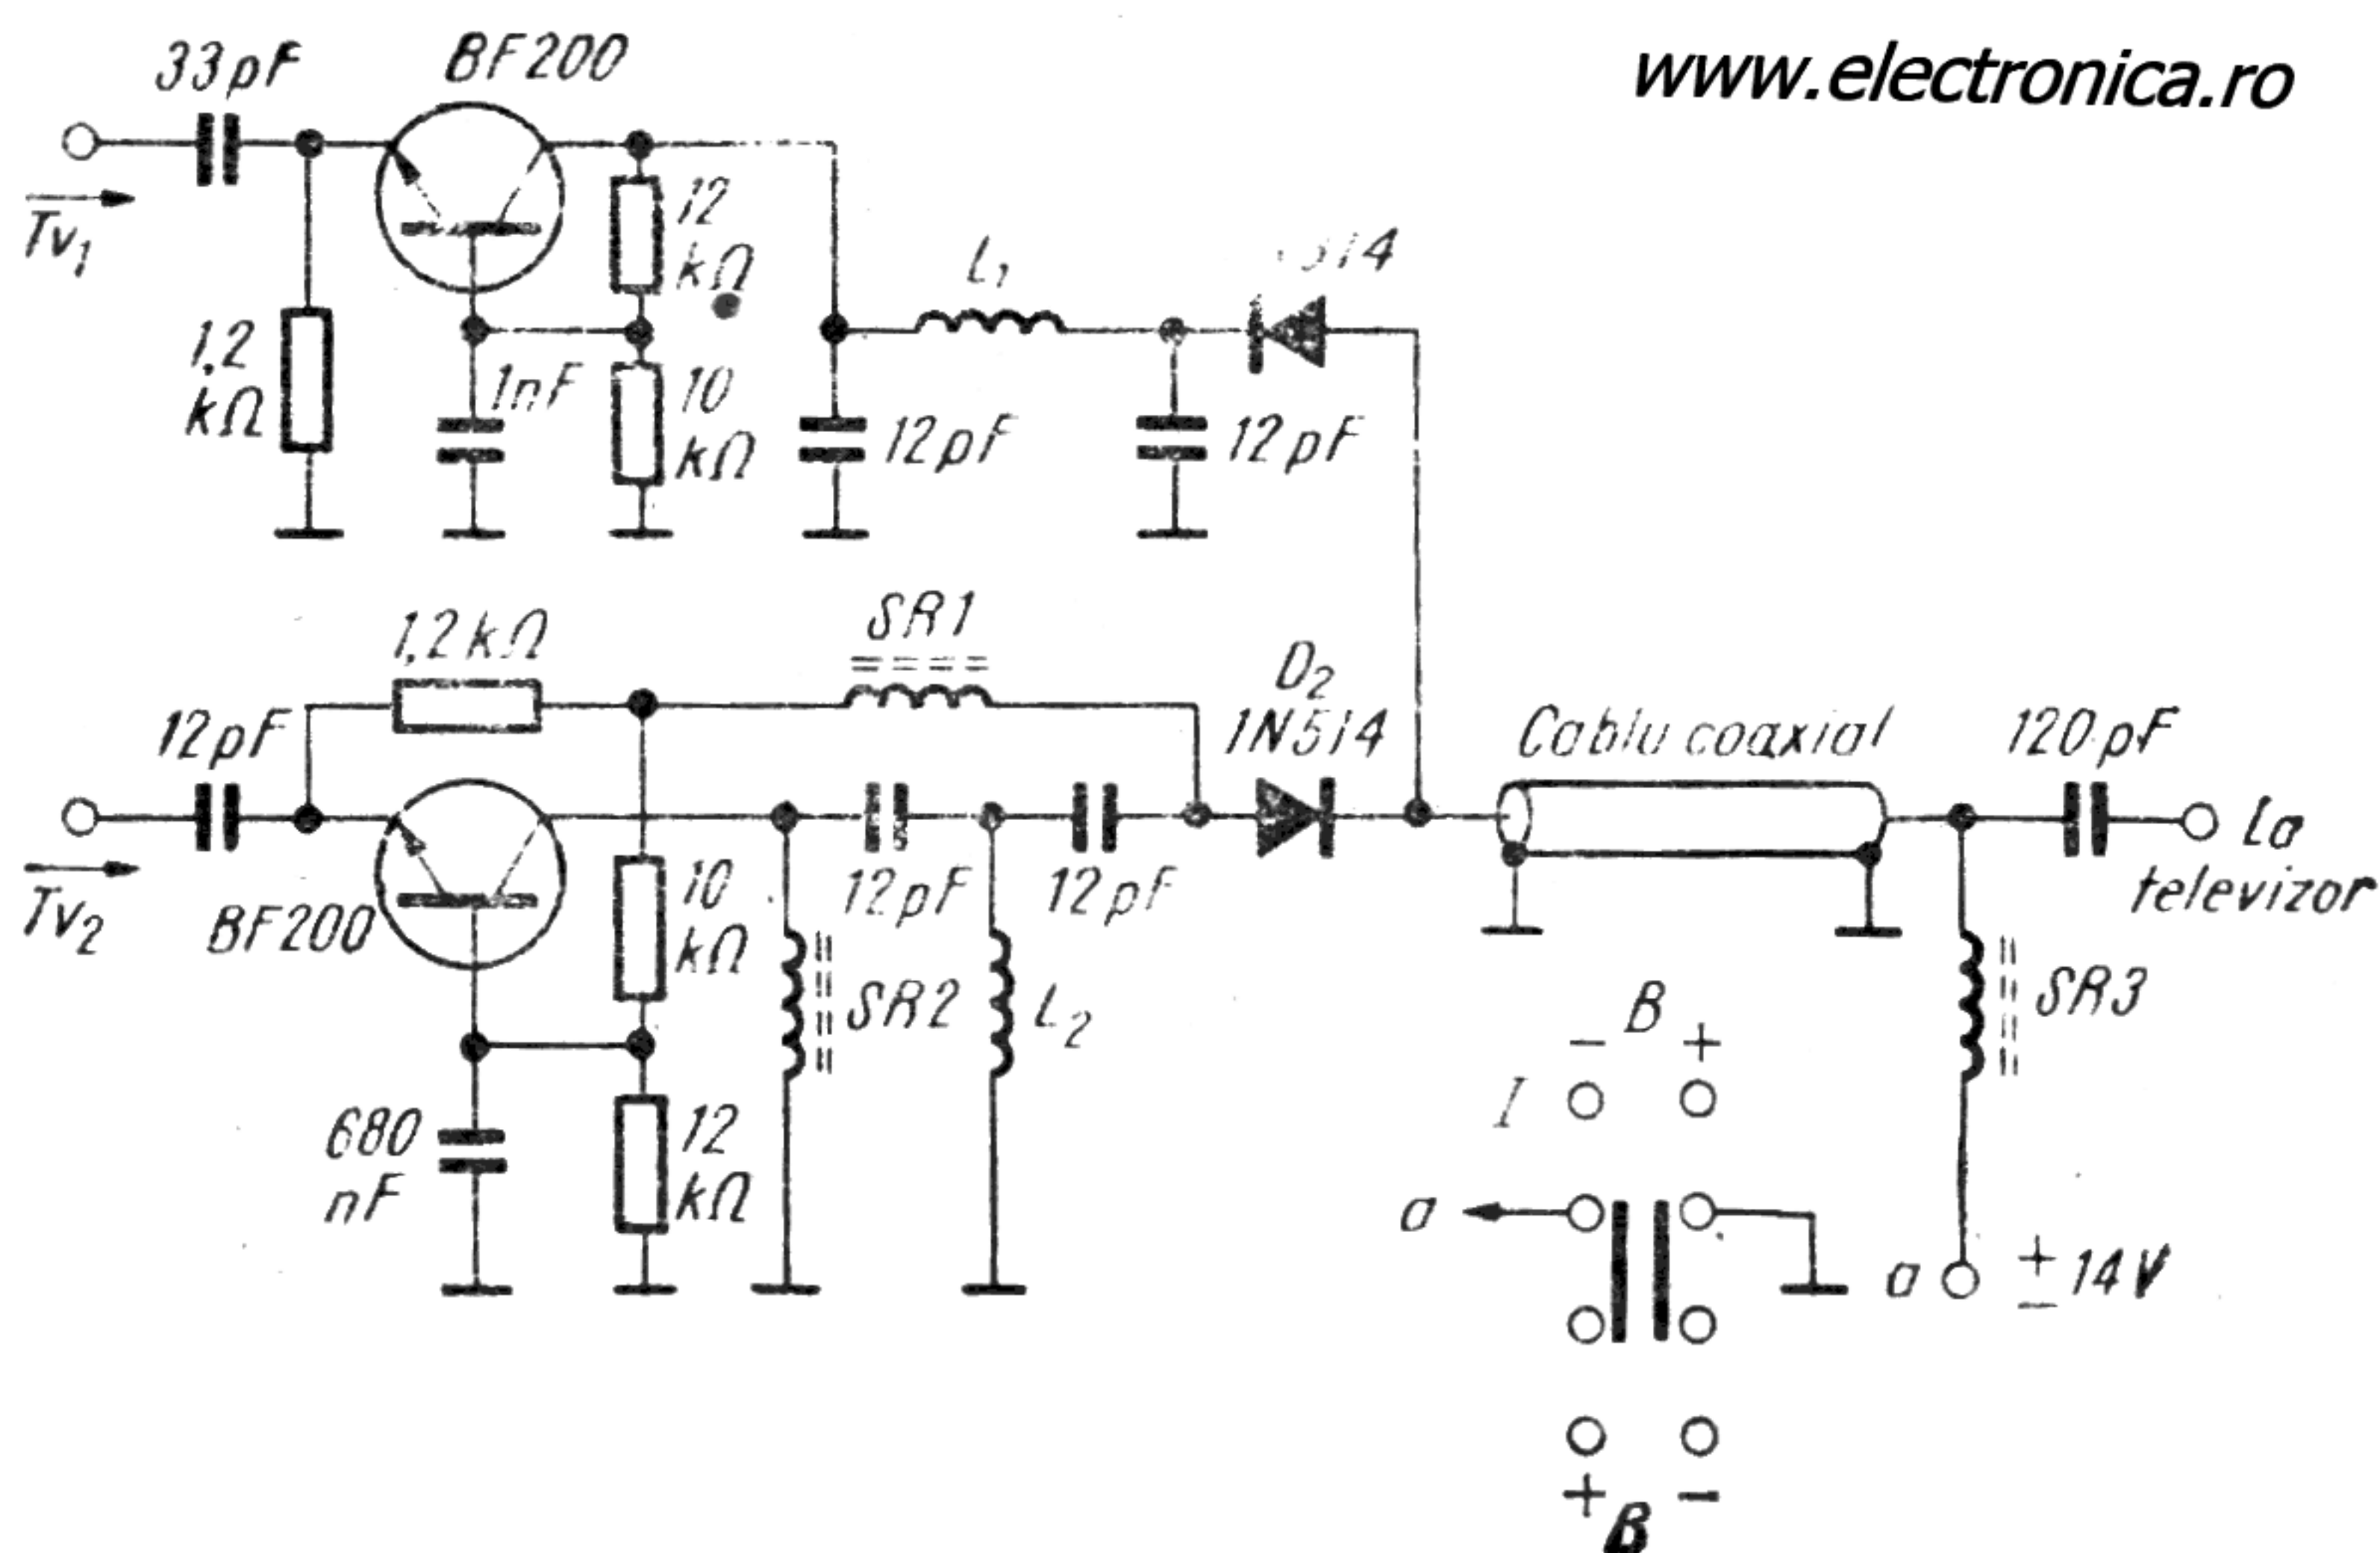 www.electronica.ro
33pF
BF200
Tv1
12
kΩ
1,2
kΩ
1nF
10
kΩ
L1
12pF
12pF
1,2kΩ
SR1
D2
1N514
12pF
Tv2
BF200
10
kΩ
12pF
12pF
Cablu coaxial
120pF
La
televizor
SR2
L2
SR3
680
nF
12
kΩ
B
- +
I
a
a
± 14V
+ -
B